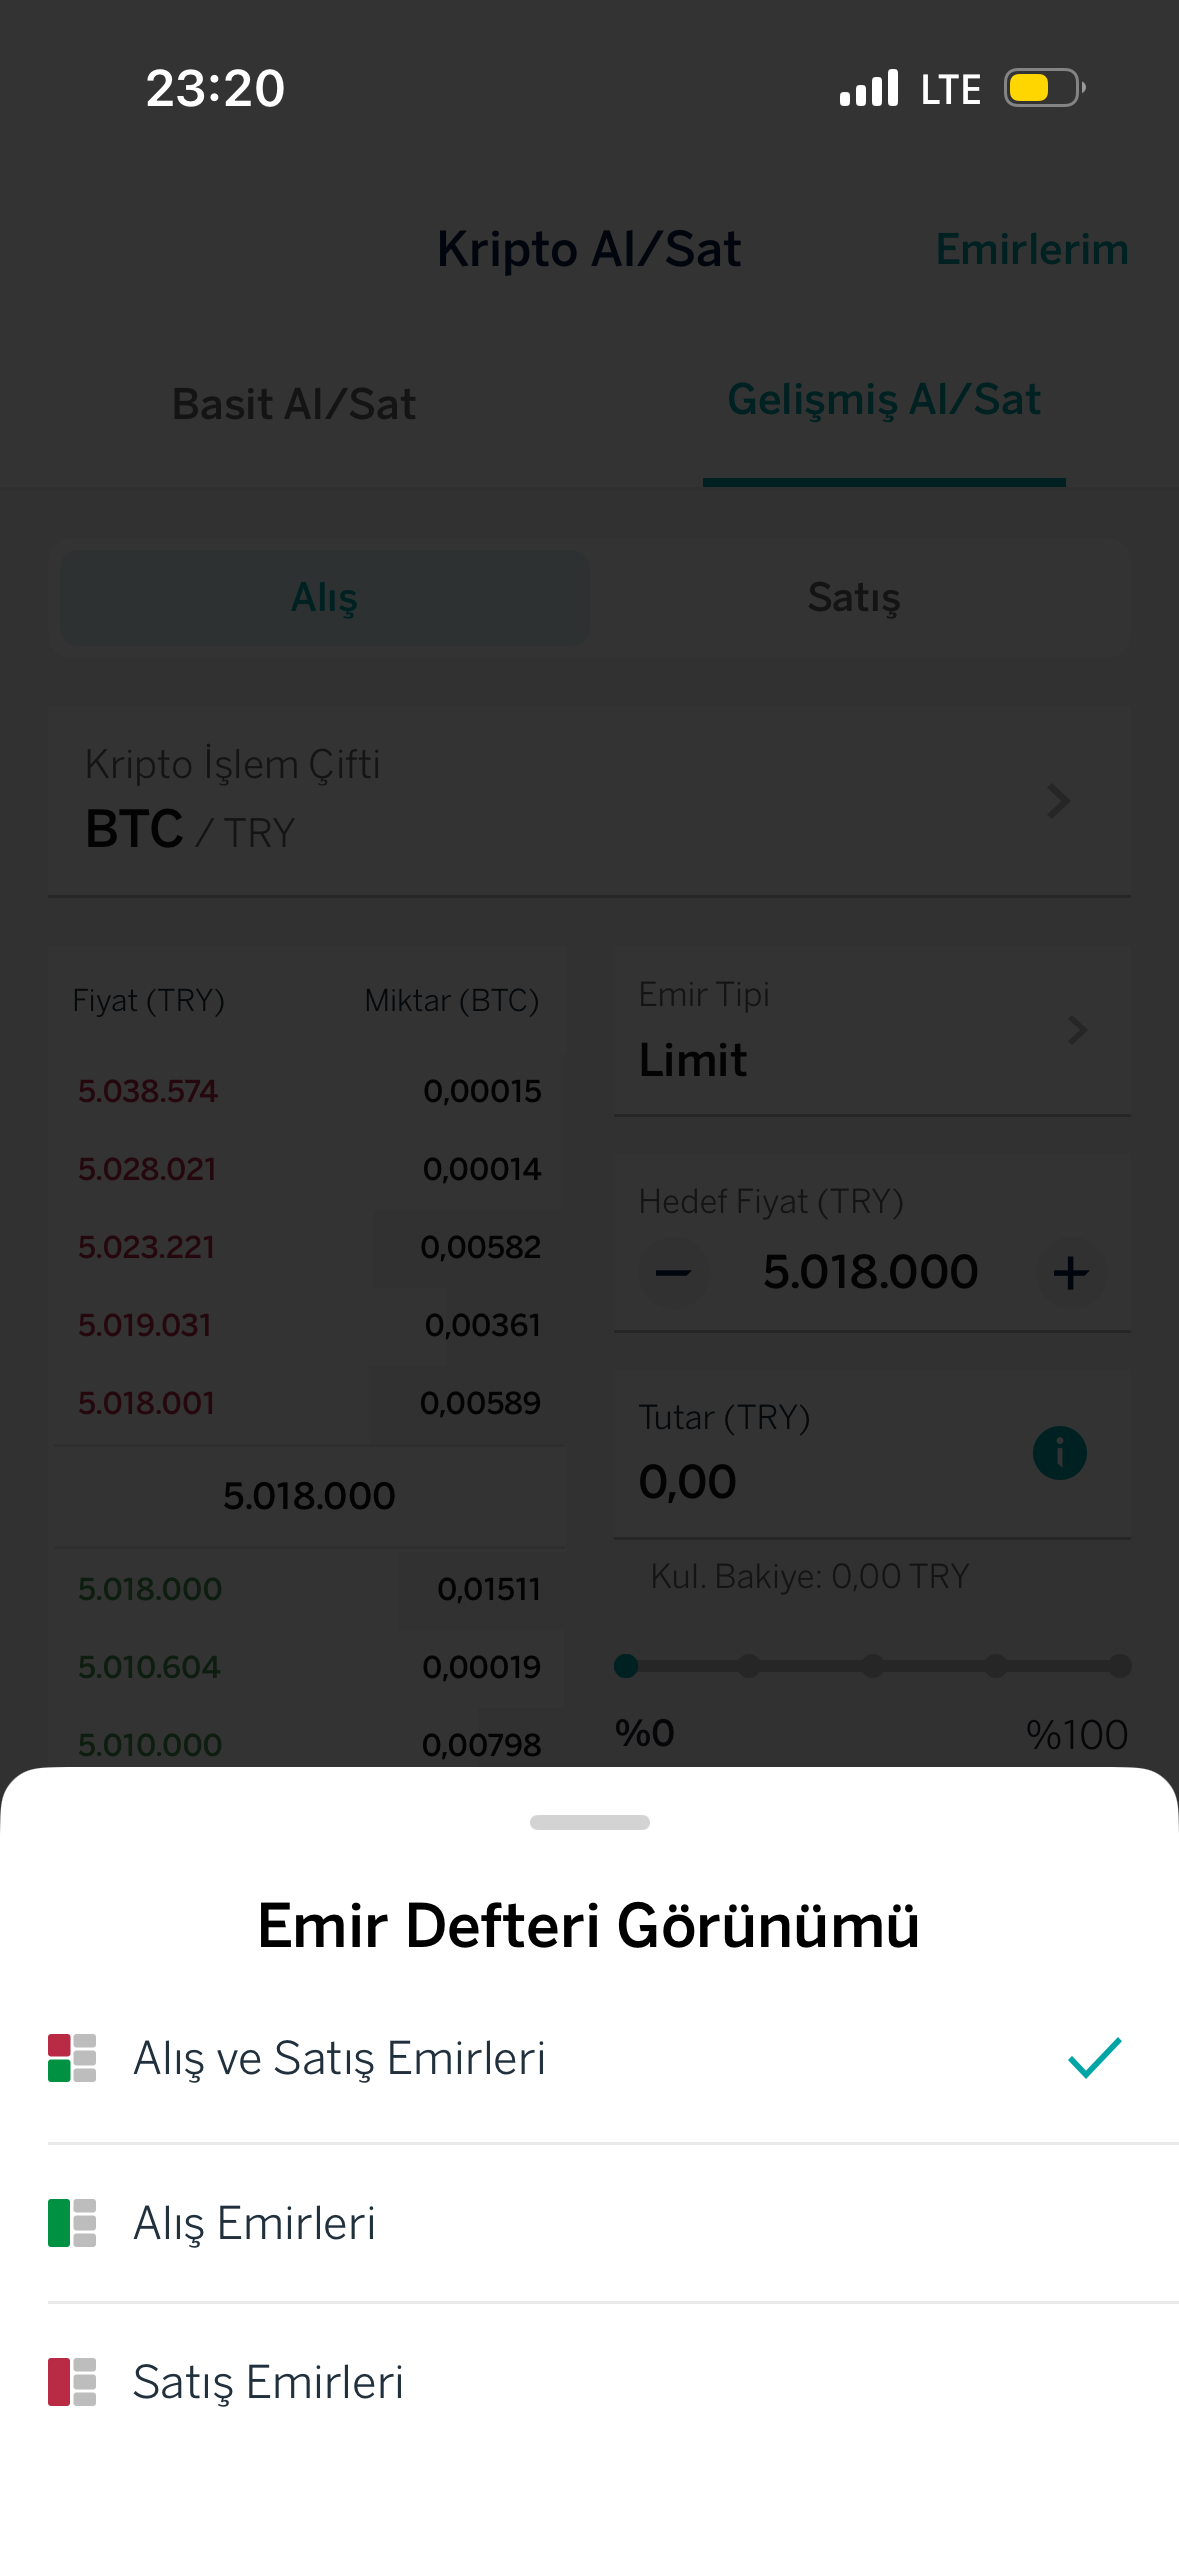 23:20
LTE
Kripto Al/Sat
Emirlerim
Basit Al/Sat
Gelişmiş Al/Sat
Alış
Satış
Kripto İşlem Çifti
BTC / TRY
Fiyat (TRY) Miktar (BTC)
5.038.574 0,00015
5.028.021 0,00014
5.023.221 0,00582
5.019.031 0,00361
5.018.001 0,00589
5.018.000
5.018.000 0,01511
5.010.604 0,00019
5.010.000 0,00798
Emir Tipi
Limit
Hedef Fiyat (TRY)
5.018.000
Tutar (TRY)
0,00
Kul. Bakiye: 0,00 TRY
%0 %100
Emir Defteri Görünümü
Alış ve Satış Emirleri
Alış Emirleri
Satış Emirleri